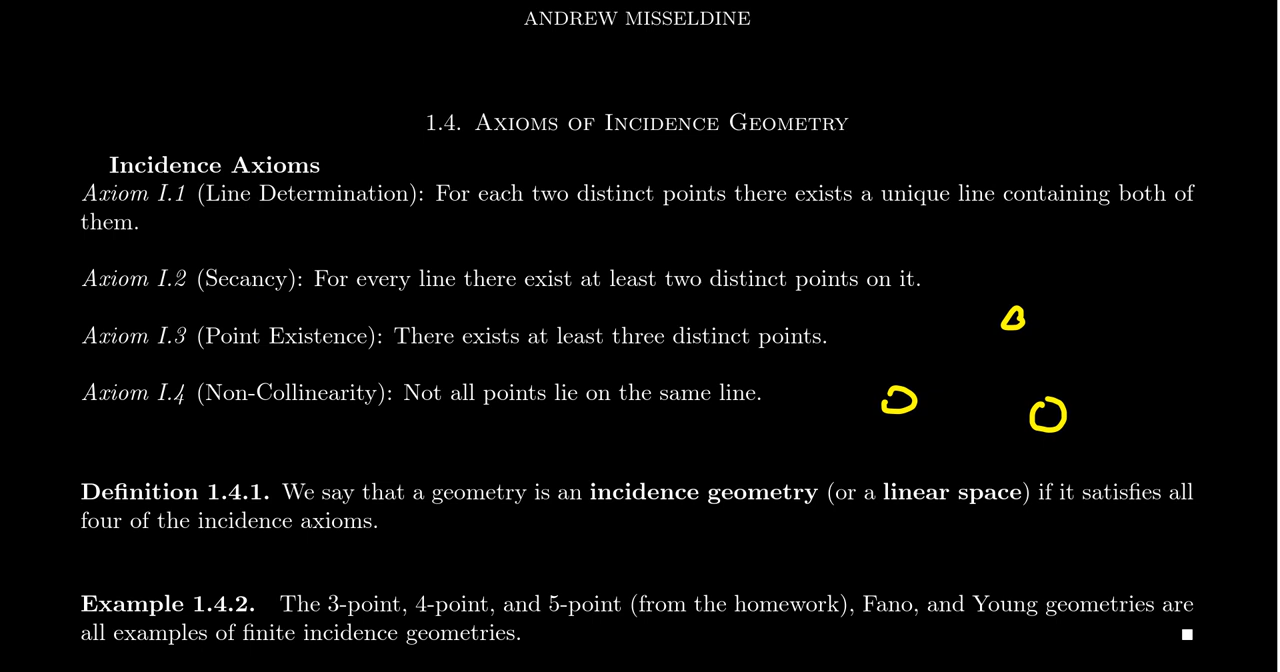 ANDREW MISSELDINE
1.4. Axioms of Incidence Geometry
Incidence Axioms
Axiom I.1 (Line Determination): For each two distinct points there exists a unique line containing both of
them.
Axiom I.2 (Secancy): For every line there exist at least two distinct points on it.
Axiom I.3 (Point Existence): There exists at least three distinct points.
Axiom I.4 (Non-Collinearity): Not all points lie on the same line.
Definition 1.4.1. We say that a geometry is an incidence geometry (or a linear space) if it satisfies all
four of the incidence axioms.
Example 1.4.2. The 3-point, 4-point, and 5-point (from the homework), Fano, and Young geometries are
all examples of finite incidence geometries.